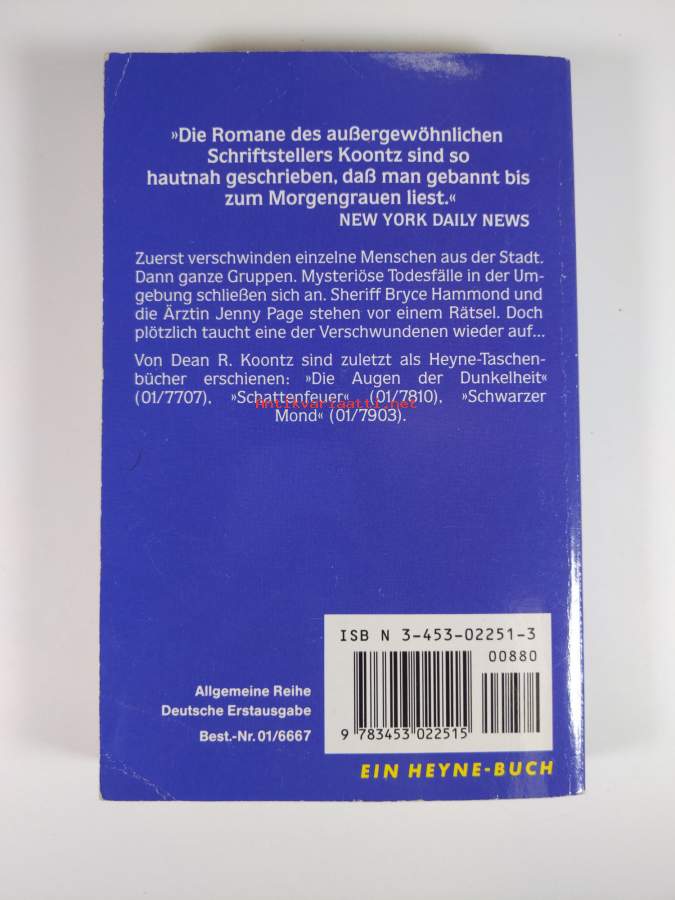 »Die Romane des außergewöhnlichen
Schriftstellers Koontz sind so
hautnah geschrieben, daß man gebannt bis
zum Morgengrauen liest.«
NEW YORK DAILY NEWS
Zuerst verschwinden einzelne Menschen aus der Stadt.
Dann ganze Gruppen. Mysteriöse Todesfälle in der Um-
gebung schließen sich an. Sheriff Bryce Hammond und
die Ärztin Jenny Page stehen vor einem Rätsel. Doch
plötzlich taucht eine der Verschwundenen wieder auf...
Von Dean R. Koontz sind zuletzt als Heyne-Taschen-
bücher erschienen: »Die Augen der Dunkelheit«
(01/7707), »Schattenfeuer« (01/7810), »Schwarzer
Antikvariaatti.net
Mond« (01/7903).
ISBN 3-453-02251-3
00880
9 783453 022515
Allgemeine Reihe
Deutsche Erstausgabe
Best.-Nr. 01/6667
EIN HEYNE-BUCH